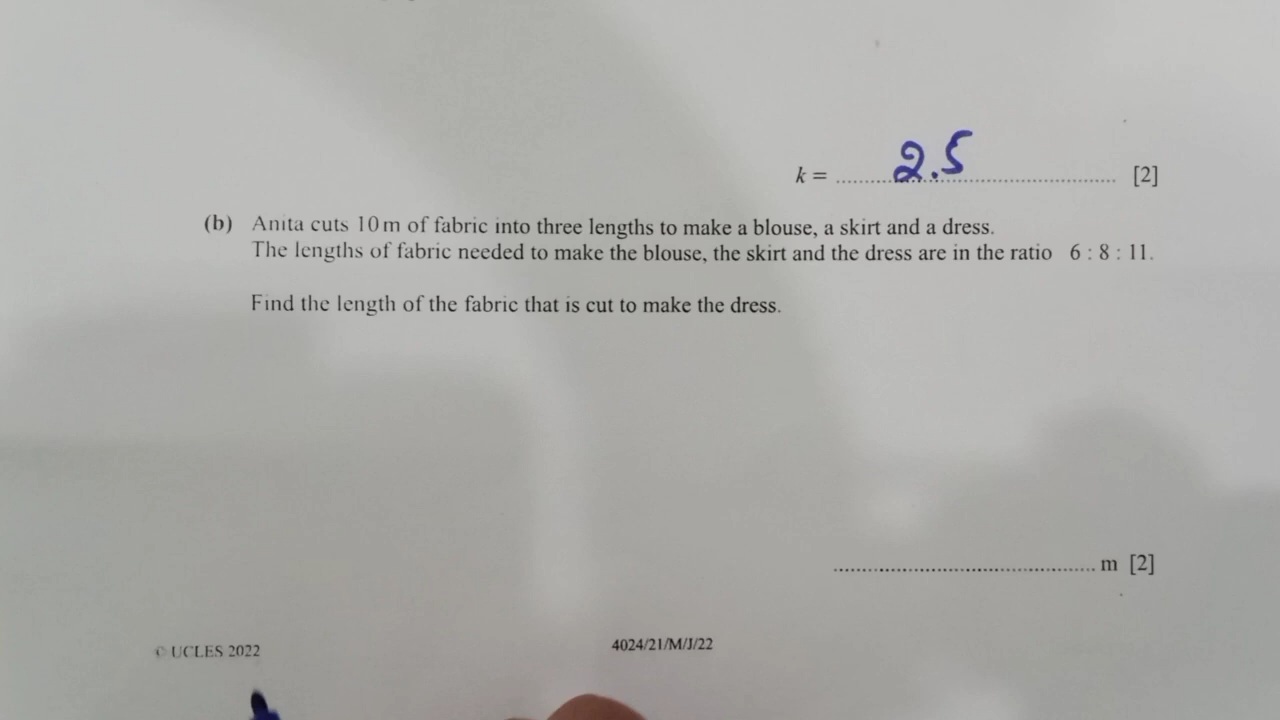 k = ........ 2.5 ........ [2]
(b) Anita cuts 10 m of fabric into three lengths to make a blouse, a skirt and a dress.
The lengths of fabric needed to make the blouse, the skirt and the dress are in the ratio 6 : 8 : 11.
Find the length of the fabric that is cut to make the dress.
........................................ m [2]
© UCLES 2022
4024/21/M/J/22